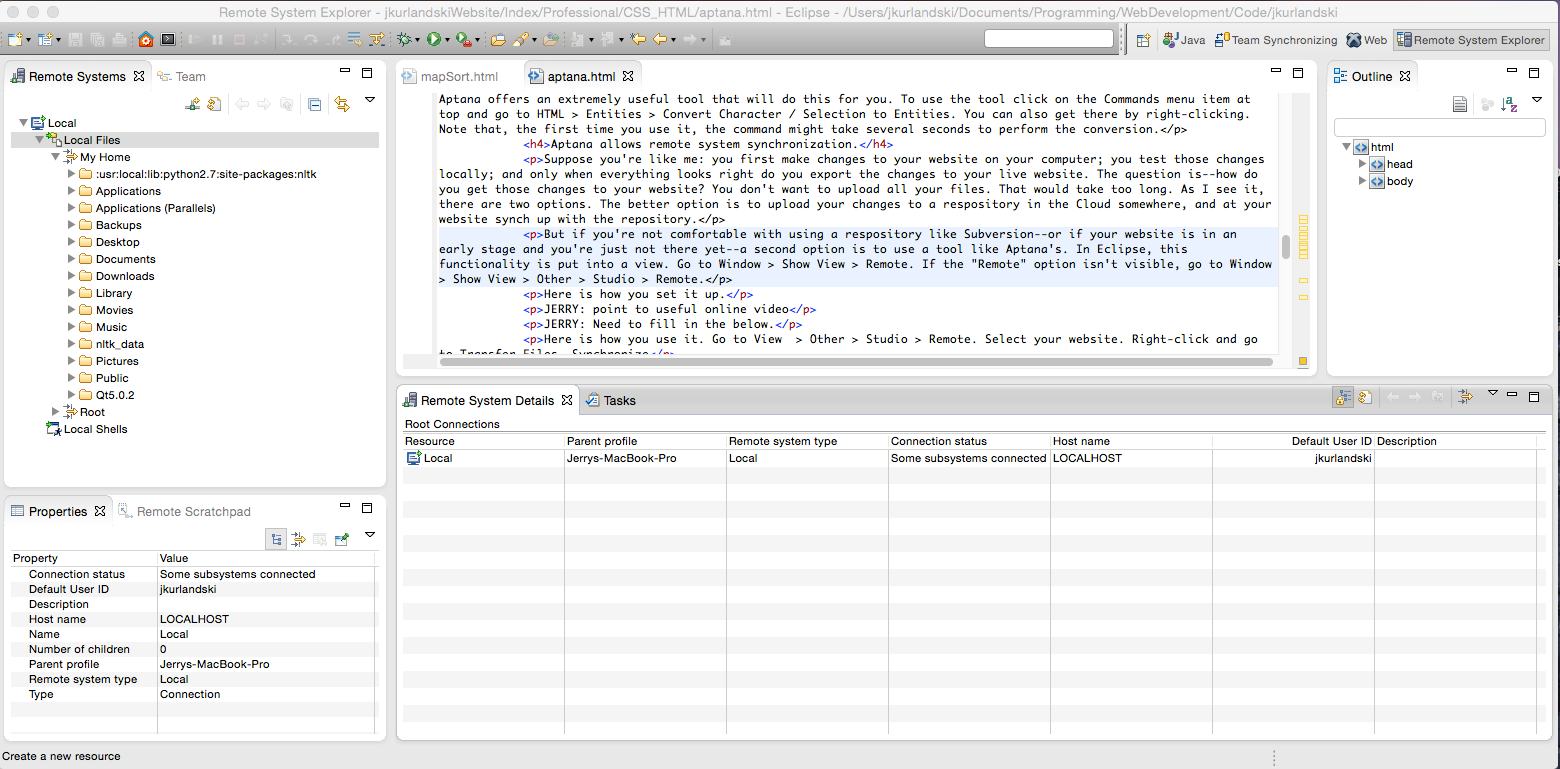 Remote System Explorer - jkurlandskiWebsite/Index/Professional/CSS_HTML/aptana.html - Eclipse - /Users/jkurlandski/Documents/Programming/WebDevelopment/Code/jkurlandski
Java
Team Synchronizing
Web
Remote System Explorer
Remote Systems
Team
Local
Local Files
My Home
:usr:local:lib:python2.7:site-packages:nltk
Applications
Applications (Parallels)
Backups
Desktop
Documents
Downloads
Library
Movies
Music
nltk_data
Pictures
Public
Qt5.0.2
Root
Local Shells
mapSort.html
aptana.html
Aptana offers an extremely useful tool that will do this for you. To use the tool click on the Commands menu item at
top and go to HTML > Entities > Convert Character / Selection to Entities. You can also get there by right-clicking.
Note that, the first time you use it, the command might take several seconds to perform the conversion.</p>
<h4>Aptana allows remote system synchronization.</h4>
<p>Suppose you're like me: you first make changes to your website on your computer; you test those changes
locally; and only when everything looks right do you export the changes to your live website. The question is--how do
you get those changes to your website? You don't want to upload all your files. That would take too long. As I see it,
there are two options. The better option is to upload your changes to a respository in the Cloud somewhere, and at your
website synch up with the repository.</p>
<p>But if you're not comfortable with using a respository like Subversion--or if your website is in an
early stage and you're just not there yet--a second option is to use a tool like Aptana's. In Eclipse, this
functionality is put into a view. Go to Window > Show View > Remote. If the "Remote" option isn't visible, go to Window
> Show View > Other > Studio > Remote.</p>
<p>Here is how you set it up.</p>
<p>JERRY: point to useful online video</p>
<p>JERRY: Need to fill in the below.</p>
<p>Here is how you use it. Go to View  > Other > Studio > Remote. Select your website. Right-click and go
to Transfer Files. Synchronize</p>
Outline
html
head
body
Remote System Details
Tasks
Root Connections
Resource Parent profile Remote system type Connection status Host name Default User ID Description
Local Jerrys-MacBook-Pro Local Some subsystems connected LOCALHOST jkurlandski
Properties
Remote Scratchpad
Property Value
Connection status Some subsystems connected
Default User ID jkurlandski
Description
Host name LOCALHOST
Name Local
Number of children 0
Parent profile Jerrys-MacBook-Pro
Remote system type Local
Type Connection
Create a new resource